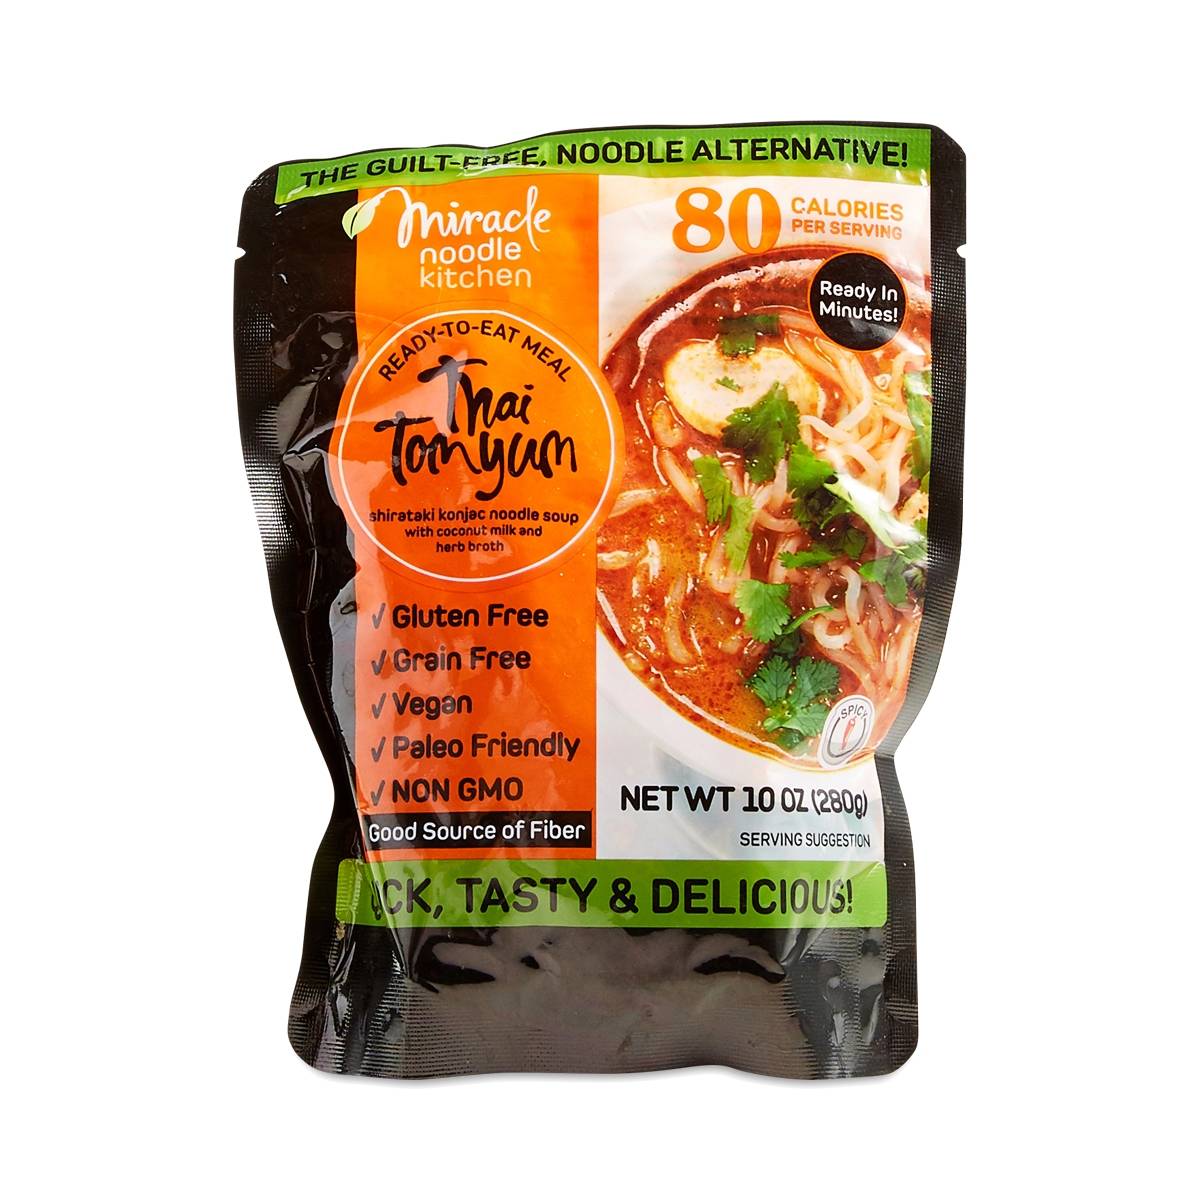 THE GUILT-FREE, NOODLE ALTERNATIVE!
miracle
noodle
kitchen
80 CALORIES
PER SERVING
Ready In
Minutes!
READY-TO-EAT MEAL
Thai
Tom yum
shirataki konjac noodle soup
with coconut milk and
herb broth
✓ Gluten Free
✓ Grain Free
✓ Vegan
✓ Paleo Friendly
✓ NON GMO
Good Source of Fiber
SPICY
NET WT 10 OZ (280g)
SERVING SUGGESTION
TASTY & DELICIOUS!